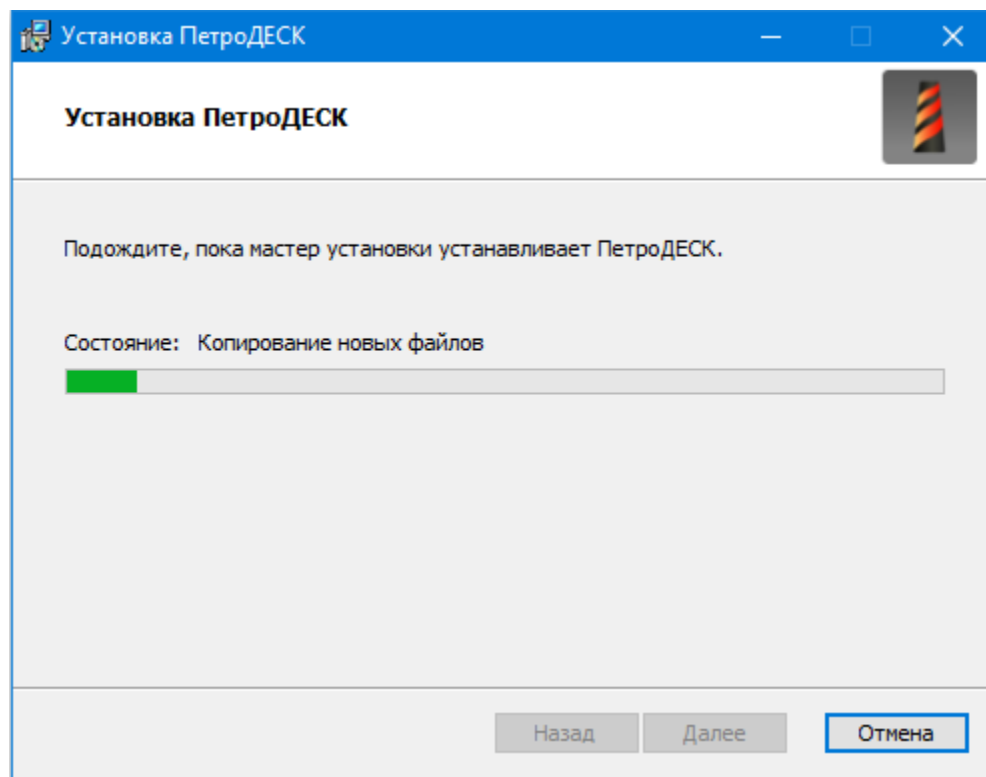 Установка ПетроДЕСК
Установка ПетроДЕСК
Подождите, пока мастер установки устанавливает ПетроДЕСК.
Состояние: Копирование новых файлов
Назад Далее Отмена